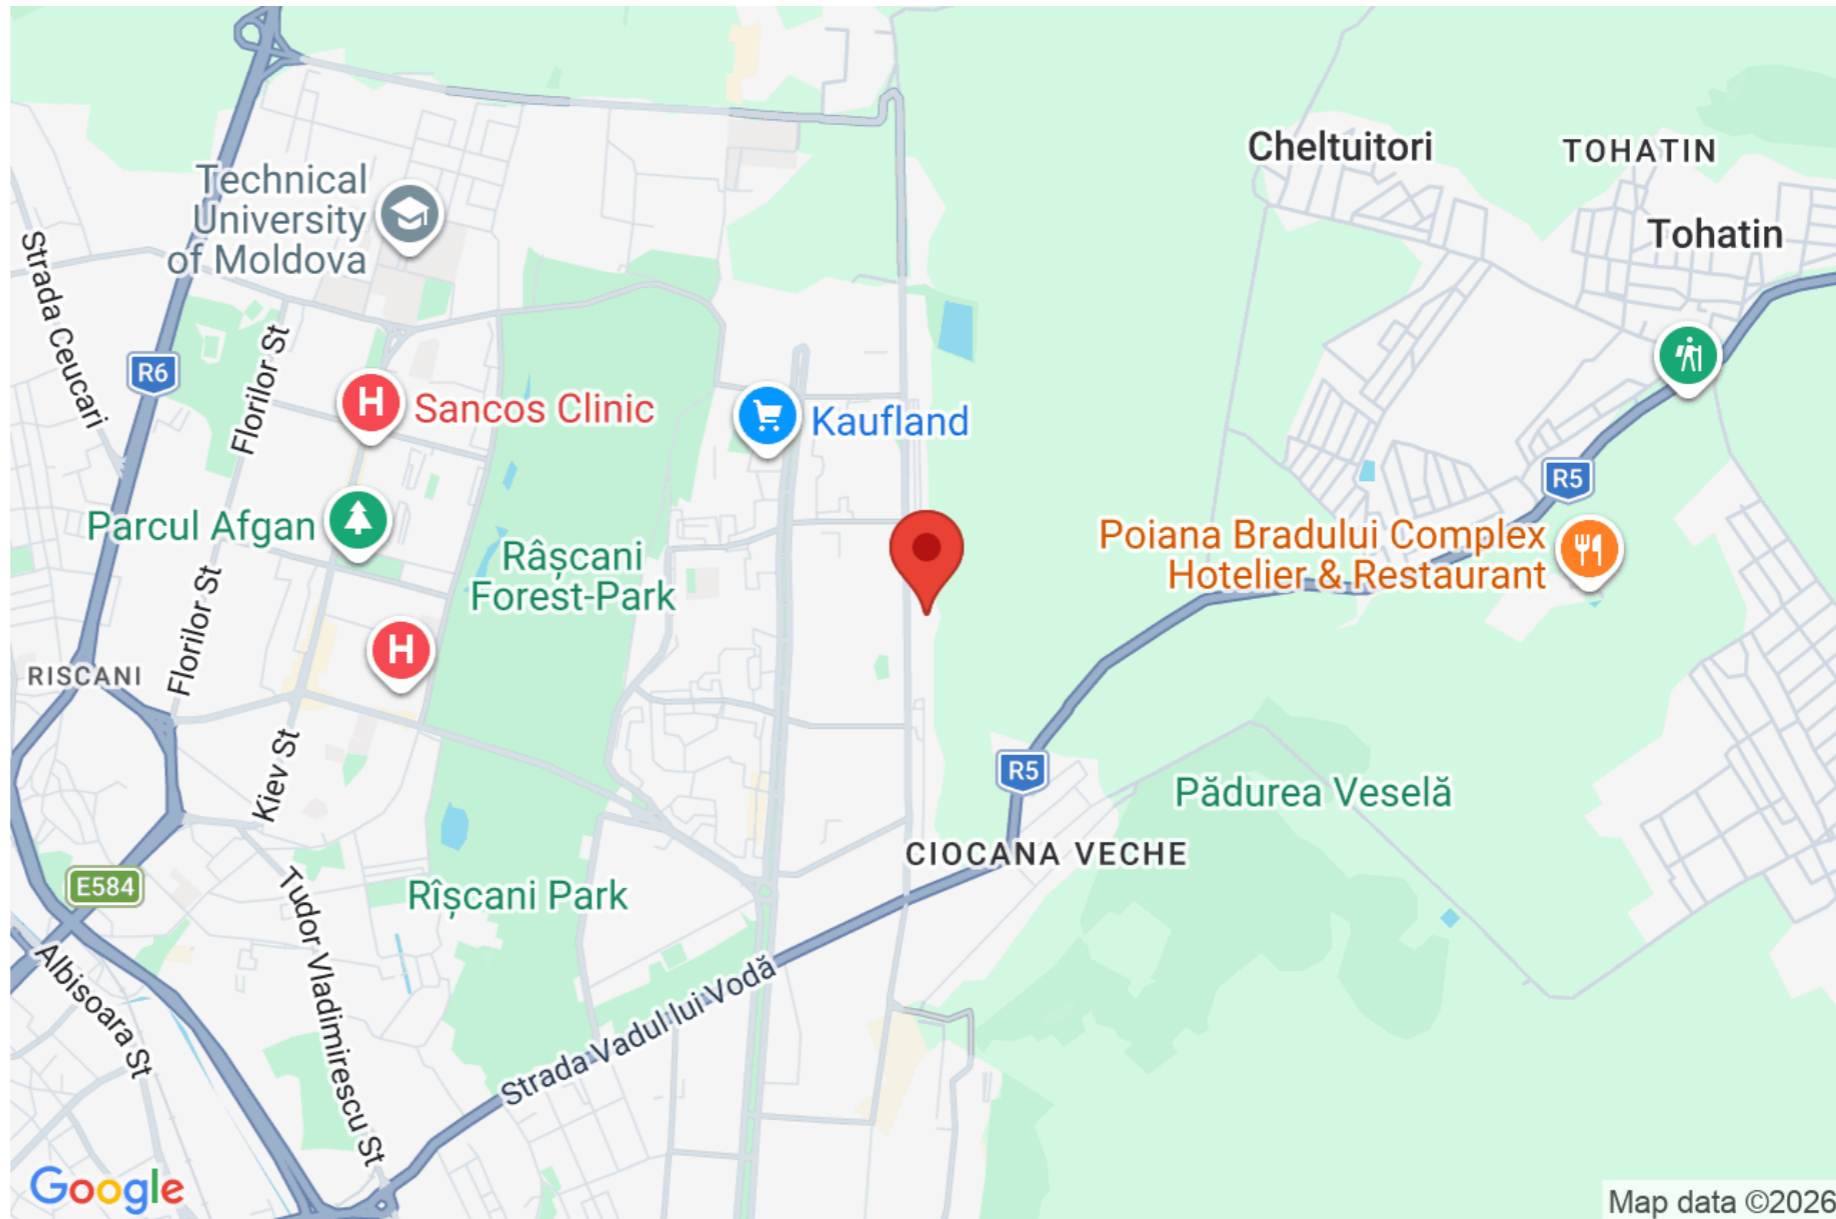 Cheltuitori
TOHATIN
Technical
University
of Moldova
Tohatin
Strada Ceucari
Florilor St
R6
H
Sancos Clinic
Kaufland
R5
Parcul Afgan
Râșcani
Forest-Park
Poiana Bradului Complex
Hotelier & Restaurant
Florilor St
H
RISCANI
Kiev St
R5
Pădurea Veselă
CIOCANA VECHE
E584
Rîșcani Park
Tudor Vladimirescu St
Albisoara St
Strada Vadul lui Vodă
Google
Map data ©2026